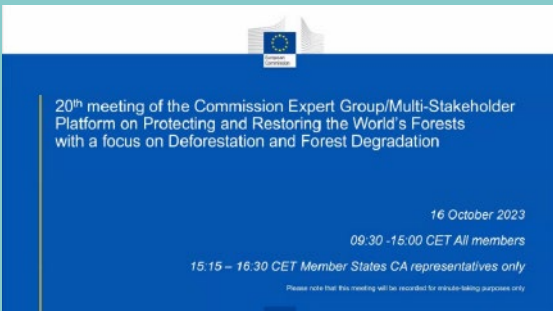 European
Commission
20th meeting of the Commission Expert Group/Multi-Stakeholder
Platform on Protecting and Restoring the World's Forests
with a focus on Deforestation and Forest Degradation
16 October 2023
09:30 -15:00 CET All members
15:15 – 16:30 CET Member States CA representatives only
Please note that this meeting will be recorded for minute-taking purposes only